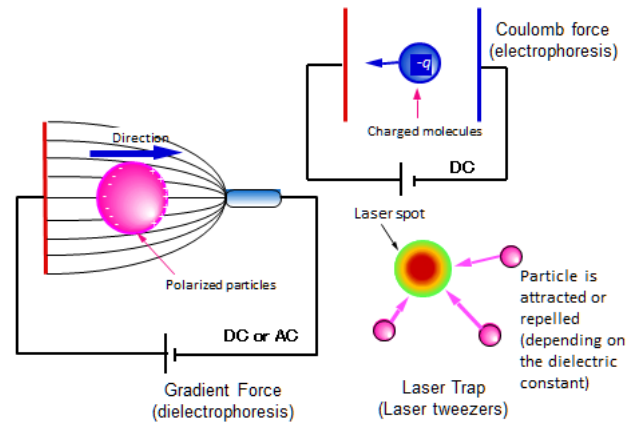 Coulomb force
(electrophoresis)
-q
Charged molecules
DC
Direction
Polarized particles
DC or AC
Gradient Force
(dielectrophoresis)
Laser spot
Particle is
attracted or
repelled
(depending on
the dielectric
constant)
Laser Trap
(Laser tweezers)